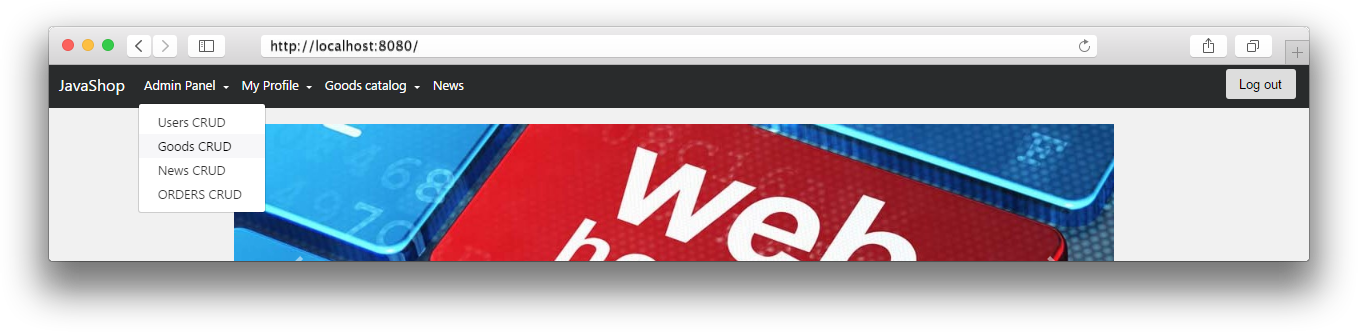 http://localhost:8080/
JavaShop Admin Panel My Profile Goods catalog News Log out
Users CRUD
Goods CRUD
News CRUD
ORDERS CRUD
web